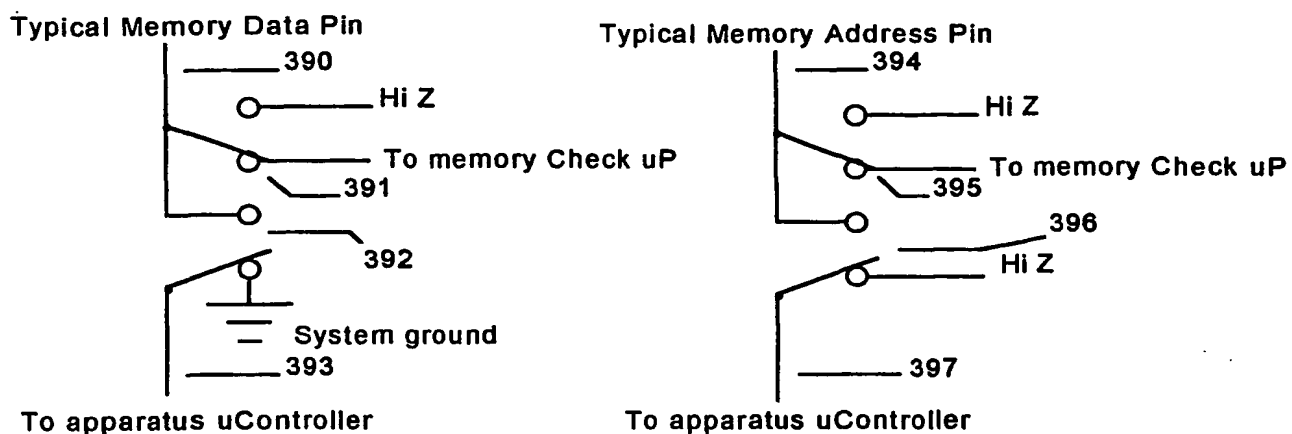 Typical Memory Data Pin
390
Hi Z
To memory Check uP
391
392
System ground
393
To apparatus uController
Typical Memory Address Pin
394
Hi Z
To memory Check uP
395
396
Hi Z
397
To apparatus uController